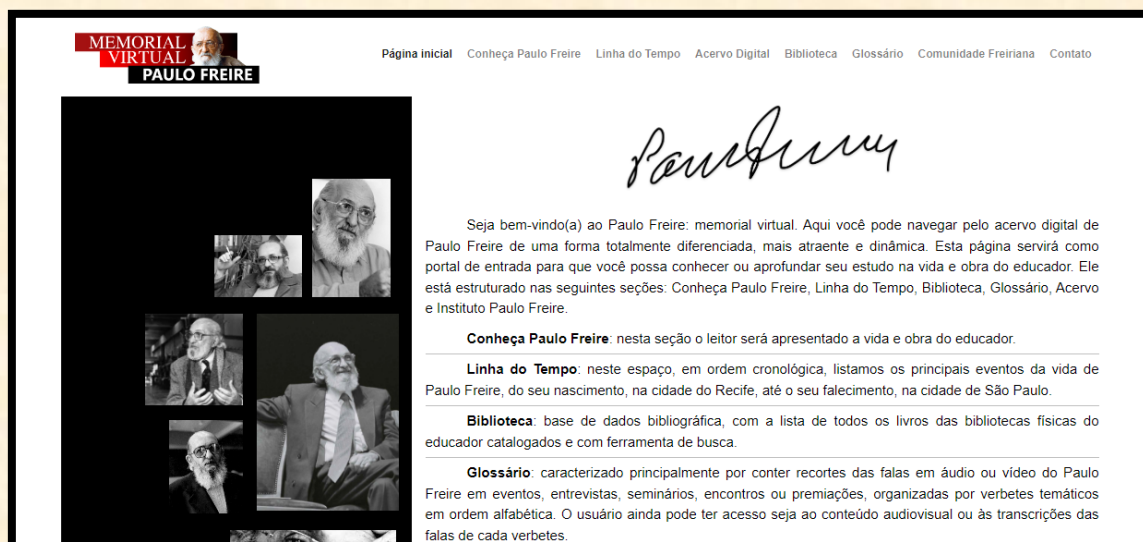 MEMORIAL
VIRTUAL
PAULO FREIRE
Página inicial Conheça Paulo Freire Linha do Tempo Acervo Digital Biblioteca Glossário Comunidade Freiriana Contato
Seja bem-vindo(a) ao Paulo Freire: memorial virtual. Aqui você pode navegar pelo acervo digital de
Paulo Freire de uma forma totalmente diferenciada, mais atraente e dinâmica. Esta página servirá como
portal de entrada para que você possa conhecer ou aprofundar seu estudo na vida e obra do educador. Ele
está estruturado nas seguintes seções: Conheça Paulo Freire, Linha do Tempo, Biblioteca, Glossário, Acervo
e Instituto Paulo Freire.
Conheça Paulo Freire: nesta seção o leitor será apresentado a vida e obra do educador.
Linha do Tempo: neste espaço, em ordem cronológica, listamos os principais eventos da vida de
Paulo Freire, do seu nascimento, na cidade do Recife, até o seu falecimento, na cidade de São Paulo.
Biblioteca: base de dados bibliográfica, com a lista de todos os livros das bibliotecas físicas do
educador catalogados e com ferramenta de busca.
Glossário: caracterizado principalmente por conter recortes das falas em áudio ou vídeo do Paulo
Freire em eventos, entrevistas, seminários, encontros ou premiações, organizadas por verbetes temáticos
em ordem alfabética. O usuário ainda pode ter acesso seja ao conteúdo audiovisual ou às transcrições das
falas de cada verbetes.